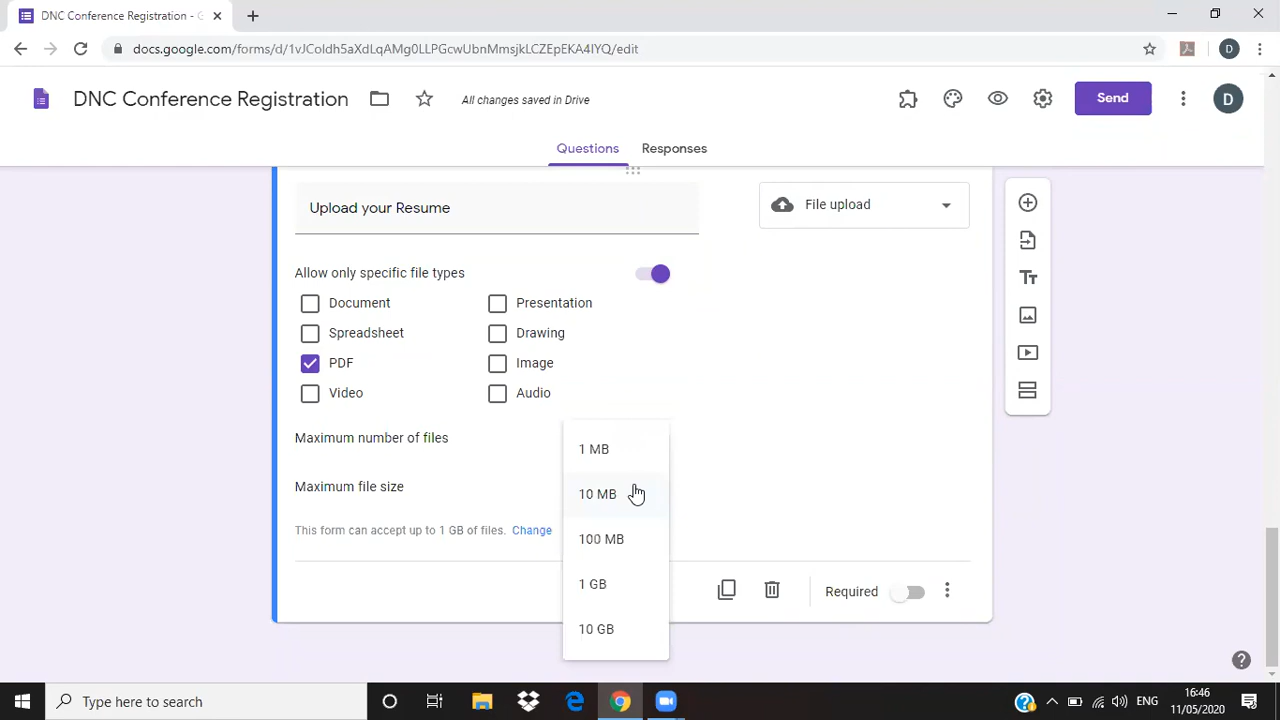 DNC Conference Registration - G
docs.google.com/forms/d/1vJColdh5aXdLqAMg0LLPGcwUbnMmsjkLCZEpEKA4IYQ/edit
D
DNC Conference Registration
All changes saved in Drive
Send
D
Questions
Responses
Upload your Resume
File upload
Allow only specific file types
Document
Presentation
Spreadsheet
Drawing
PDF
Image
Video
Audio
Maximum number of files
1 MB
Maximum file size
10 MB
This form can accept up to 1 GB of files. Change
100 MB
1 GB
Required
10 GB
Type here to search
ENG
16:46
11/05/2020